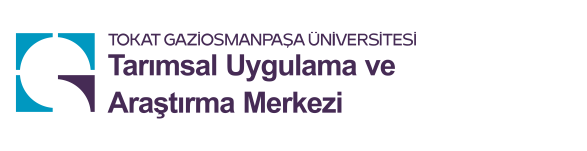 TOKAT GAZİOSMANPAŞA ÜNİVERSİTESİ
Tarımsal Uygulama ve
Araştırma Merkezi